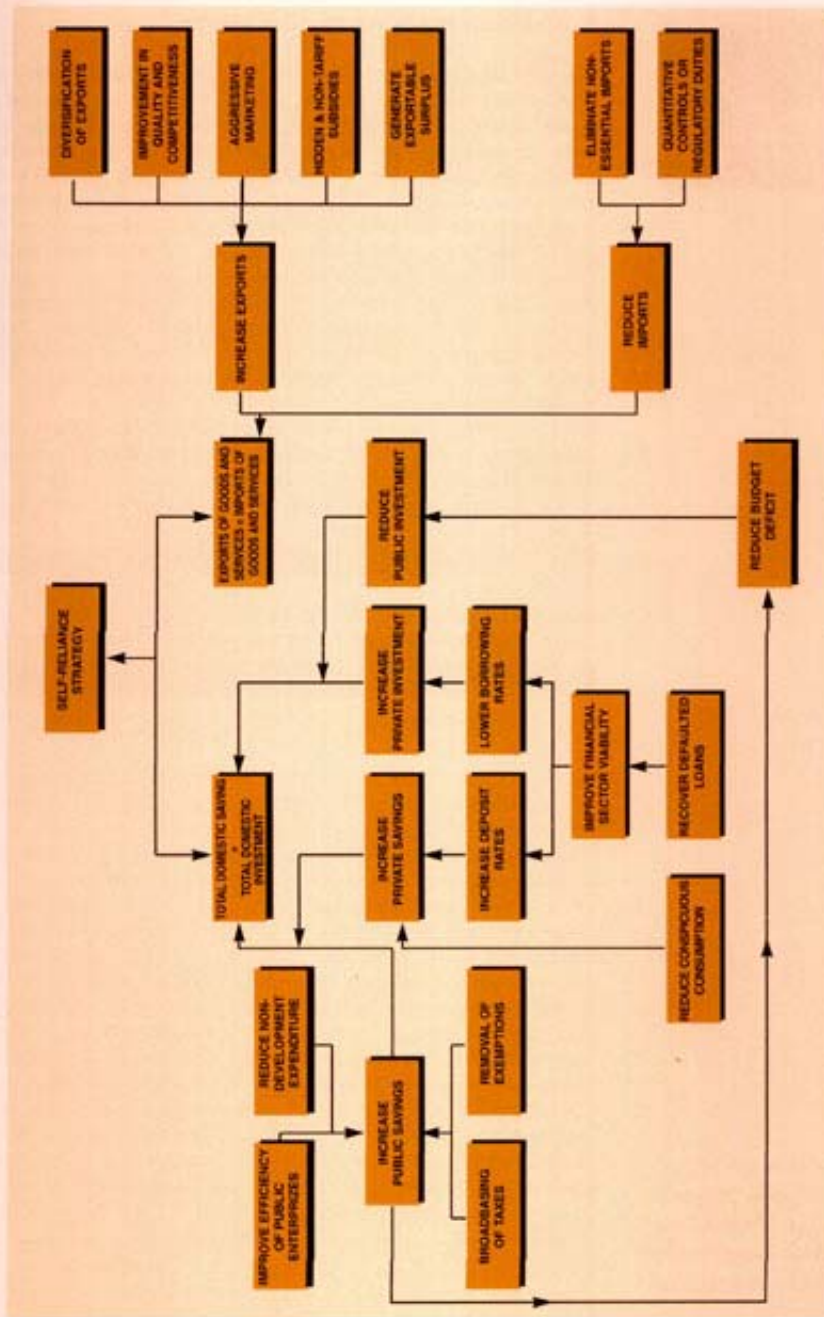 SELF-RELIANCE
STRATEGY
TOTAL DOMESTIC SAVING
=
TOTAL DOMESTIC
INVESTMENT
EXPORTS OF GOODS AND
SERVICES = IMPORTS OF
GOODS AND SERVICES
IMPROVE EFFICIENCY
OF PUBLIC
ENTERPRIZES
REDUCE NON-
DEVELOPMENT
EXPENDITURE
INCREASE
PUBLIC SAVINGS
BROADBASING
OF TAXES
REMOVAL OF
EXEMPTIONS
INCREASE
PRIVATE SAVINGS
INCREASE
PRIVATE INVESTMENT
REDUCE
PUBLIC INVESTMENT
INCREASE DEPOSIT
RATES
LOWER BORROWING
RATES
IMPROVE FINANCIAL
SECTOR VIABILITY
REDUCE CONSPICUOUS
CONSUMPTION
RECOVER DEFAULTED
LOANS
REDUCE BUDGET
DEFICIT
INCREASE EXPORTS
REDUCE
IMPORTS
DIVERSIFICATION
OF EXPORTS
IMPROVEMENT IN
QUALITY AND
COMPETITIVENESS
AGGRESSIVE
MARKETING
HIDDEN & NON-TARIFF
SUBSIDIES
GENERATE
EXPORTABLE
SURPLUS
ELIMINATE NON-
ESSENTIAL IMPORTS
QUANTITATIVE
CONTROLS OR
REGULATORY DUTIES